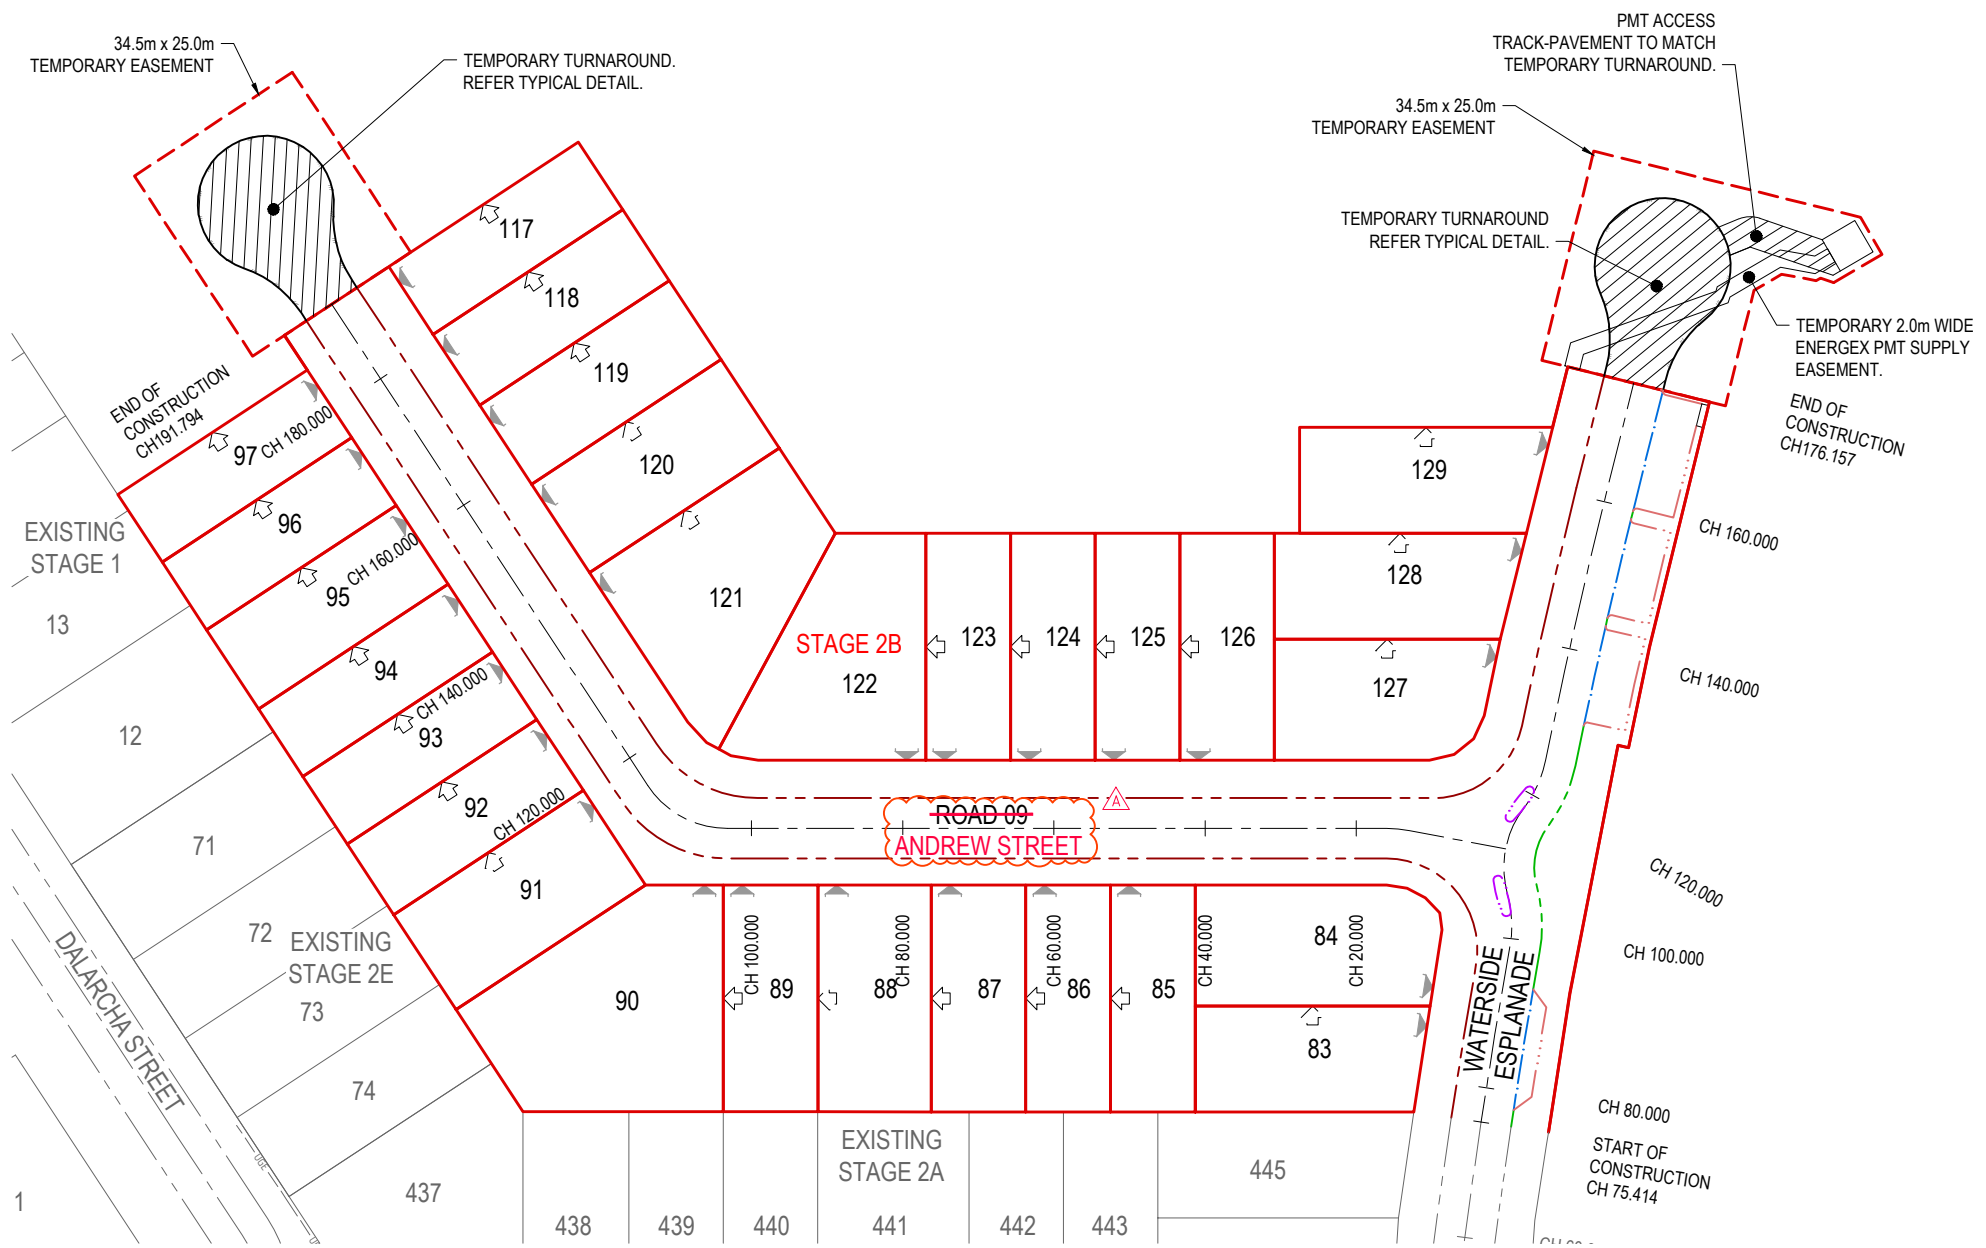 34.5m x 25.0m
TEMPORARY EASEMENT
TEMPORARY TURNAROUND.
REFER TYPICAL DETAIL.
PMT ACCESS
TRACK-PAVEMENT TO MATCH
TEMPORARY TURNAROUND.
34.5m x 25.0m
TEMPORARY EASEMENT
TEMPORARY TURNAROUND
REFER TYPICAL DETAIL.
TEMPORARY 2.0m WIDE
ENERGEX PMT SUPPLY
EASEMENT.
END OF
CONSTRUCTION
CH176.157
END OF
CONSTRUCTION
CH191.794
117
118
119
120
121
97
CH 180.000
96
95
CH 160.000
94
93
CH 140.000
92
CH 120.000
91
90
EXISTING
STAGE 1
13
12
71
72
EXISTING
STAGE 2E
73
74
DALARCHA STREET
UGE
1
STAGE 2B
122
123
124
125
126
127
128
129
CH 160.000
CH 140.000
CH 120.000
CH 100.000
CH 80.000
START OF
CONSTRUCTION
CH 75.414
ROAD 09
ANDREW STREET
A
CH 100.000
89
88
CH 80.000
87
CH 60.000
86
85
CH 40.000
84
CH 20.000
83
WATERSIDE
ESPLANADE
EXISTING
STAGE 2A
437
438
439
440
441
442
443
445